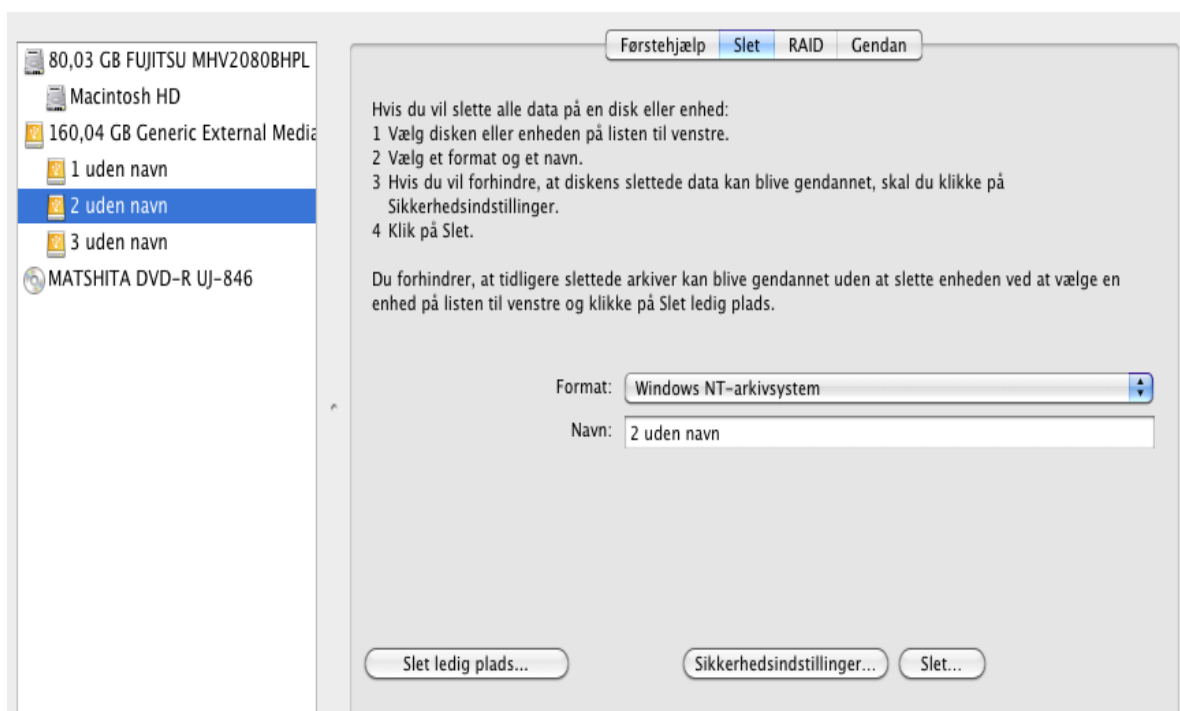 80,03 GB FUJITSU MHV2080BHPL
Macintosh HD
160,04 GB Generic External Media
1 uden navn
2 uden navn
3 uden navn
MATSHITA DVD-R UJ-846
Førstehjælp Slet RAID Gendan
Hvis du vil slette alle data på en disk eller enhed:
1 Vælg disken eller enheden på listen til venstre.
2 Vælg et format og et navn.
3 Hvis du vil forhindre, at diskens slettede data kan blive gendannet, skal du klikke på
Sikkerhedsindstillinger.
4 Klik på Slet.
Du forhindrer, at tidligere slettede arkiver kan blive gendannet uden at slette enheden ved at vælge en
enhed på listen til venstre og klikke på Slet ledig plads.
Format: Windows NT-arkivsystem
Navn: 2 uden navn
Slet ledig plads... Sikkerhedsindstillinger... Slet...